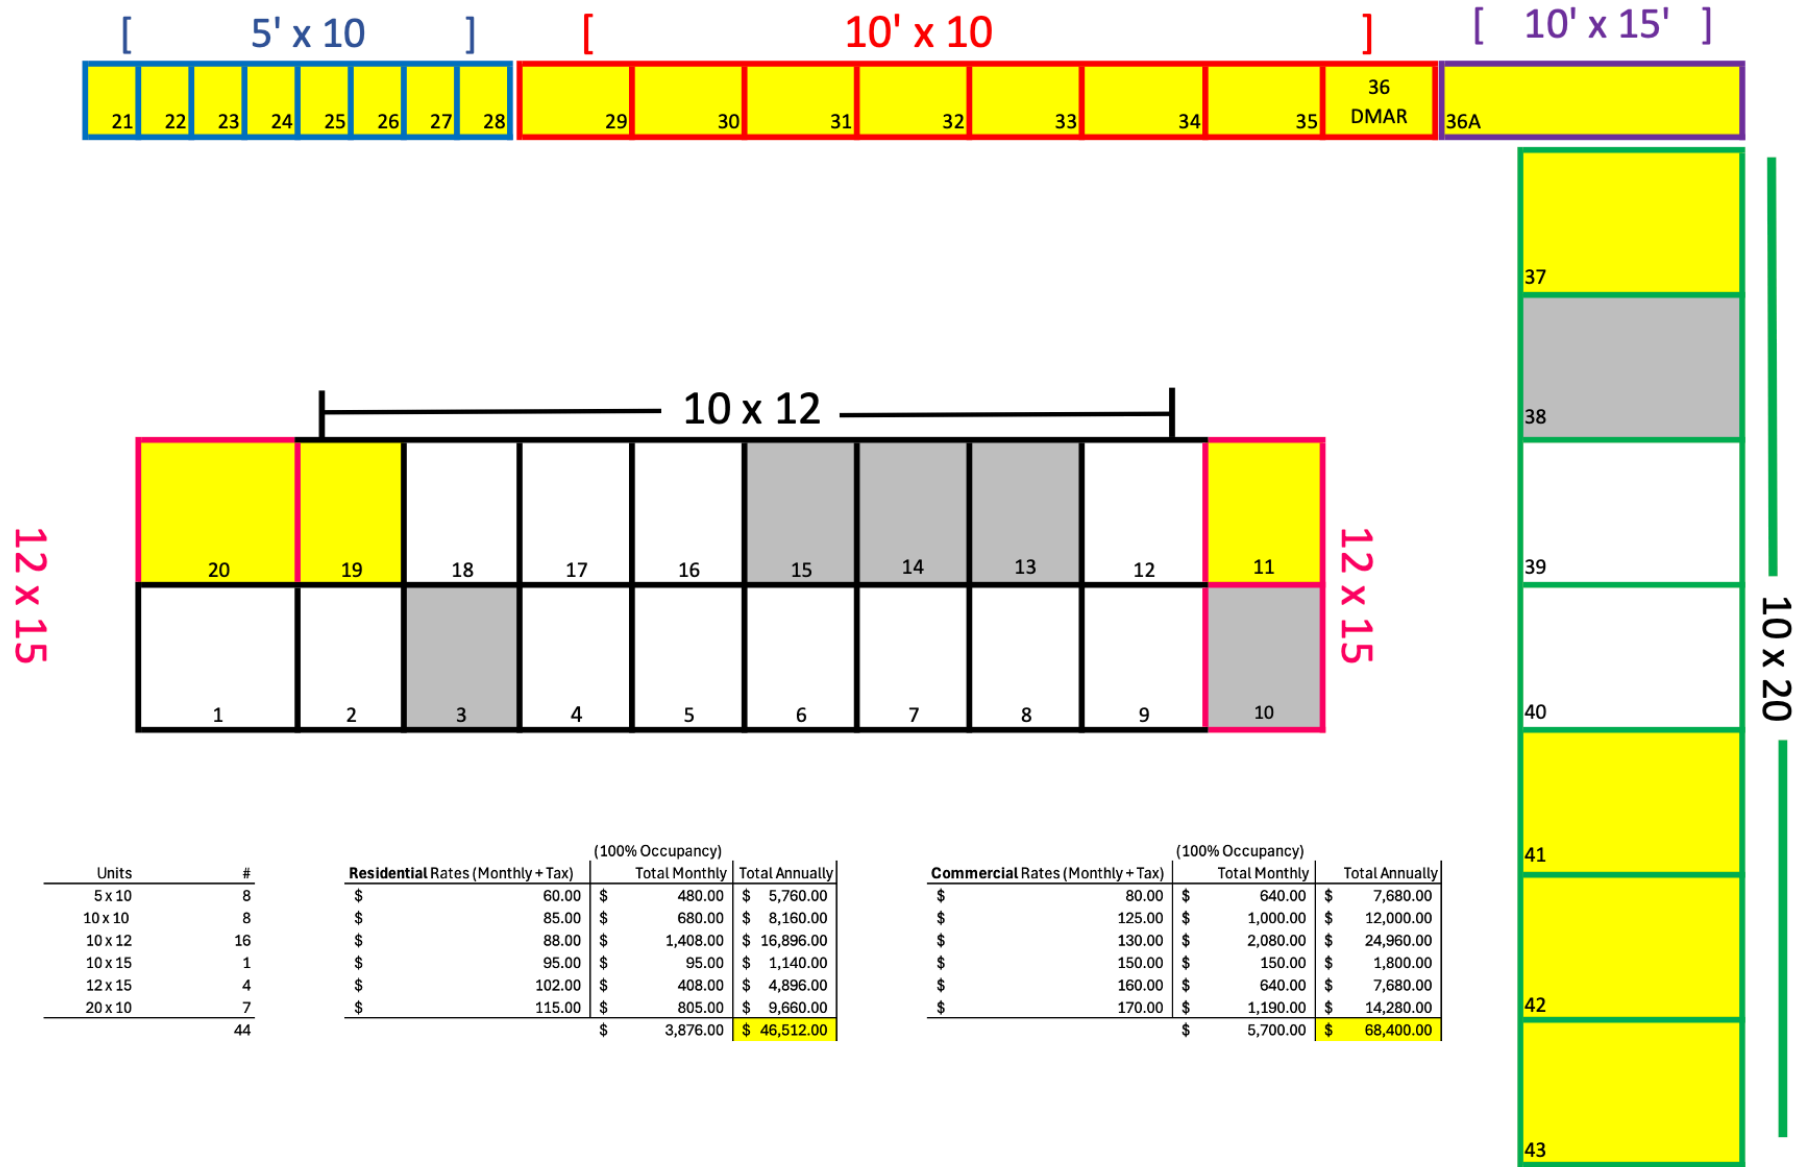 [ 5' x 10 ] [ 10' x 10 ] [ 10' x 15' ]
21 22 23 24 25 26 27 28 29 30 31 32 33 34 35 36 DMAR 36A
37
38
10 x 12
12 x 15
20 19 18 17 16 15 14 13 12 11
12 x 15
39
1 2 3 4 5 6 7 8 9 10
40
10 x 20
41
42
43
(100% Occupancy) (100% Occupancy)
Units # Residential Rates (Monthly + Tax) Total Monthly Total Annually Commercial Rates (Monthly + Tax) Total Monthly Total Annually
5 x 10 8 $ 60.00 $ 480.00 $ 5,760.00 $ 80.00 $ 640.00 $ 7,680.00
10 x 10 8 $ 85.00 $ 680.00 $ 8,160.00 $ 125.00 $ 1,000.00 $ 12,000.00
10 x 12 16 $ 88.00 $ 1,408.00 $ 16,896.00 $ 130.00 $ 2,080.00 $ 24,960.00
10 x 15 1 $ 95.00 $ 95.00 $ 1,140.00 $ 150.00 $ 150.00 $ 1,800.00
12 x 15 4 $ 102.00 $ 408.00 $ 4,896.00 $ 160.00 $ 640.00 $ 7,680.00
20 x 10 7 $ 115.00 $ 805.00 $ 9,660.00 $ 170.00 $ 1,190.00 $ 14,280.00
44 $ 3,876.00 $ 46,512.00 $ 5,700.00 $ 68,400.00